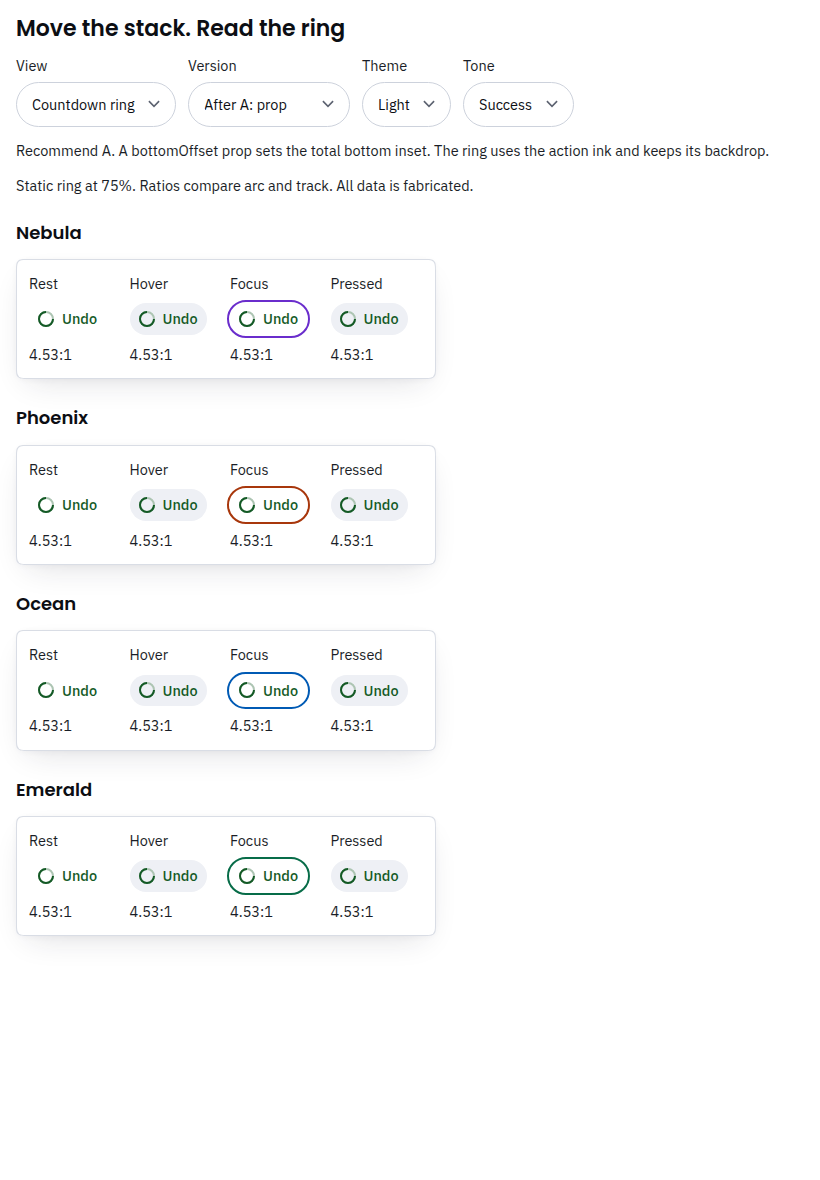 Move the stack. Read the ring
View Version Theme Tone
Countdown ring After A: prop Light Success
Recommend A. A bottomOffset prop sets the total bottom inset. The ring uses the action ink and keeps its backdrop.
Static ring at 75%. Ratios compare arc and track. All data is fabricated.
Nebula
Rest Hover Focus Pressed
Undo Undo Undo Undo
4.53:1 4.53:1 4.53:1 4.53:1
Phoenix
Rest Hover Focus Pressed
Undo Undo Undo Undo
4.53:1 4.53:1 4.53:1 4.53:1
Ocean
Rest Hover Focus Pressed
Undo Undo Undo Undo
4.53:1 4.53:1 4.53:1 4.53:1
Emerald
Rest Hover Focus Pressed
Undo Undo Undo Undo
4.53:1 4.53:1 4.53:1 4.53:1